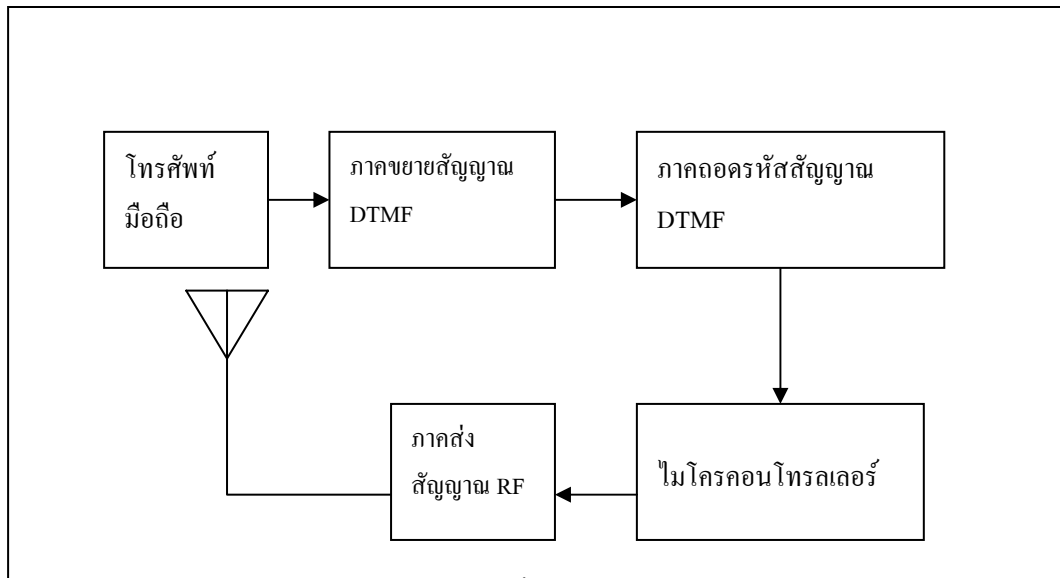 โทรศัพท์
มือถือ
ภาคขยายสัญญาณ
DTMF
ภาคถอดรหัสสัญญาณ
DTMF
ภาคส่ง
สัญญาณ RF
ไมโครคอนโทรลเลอร์